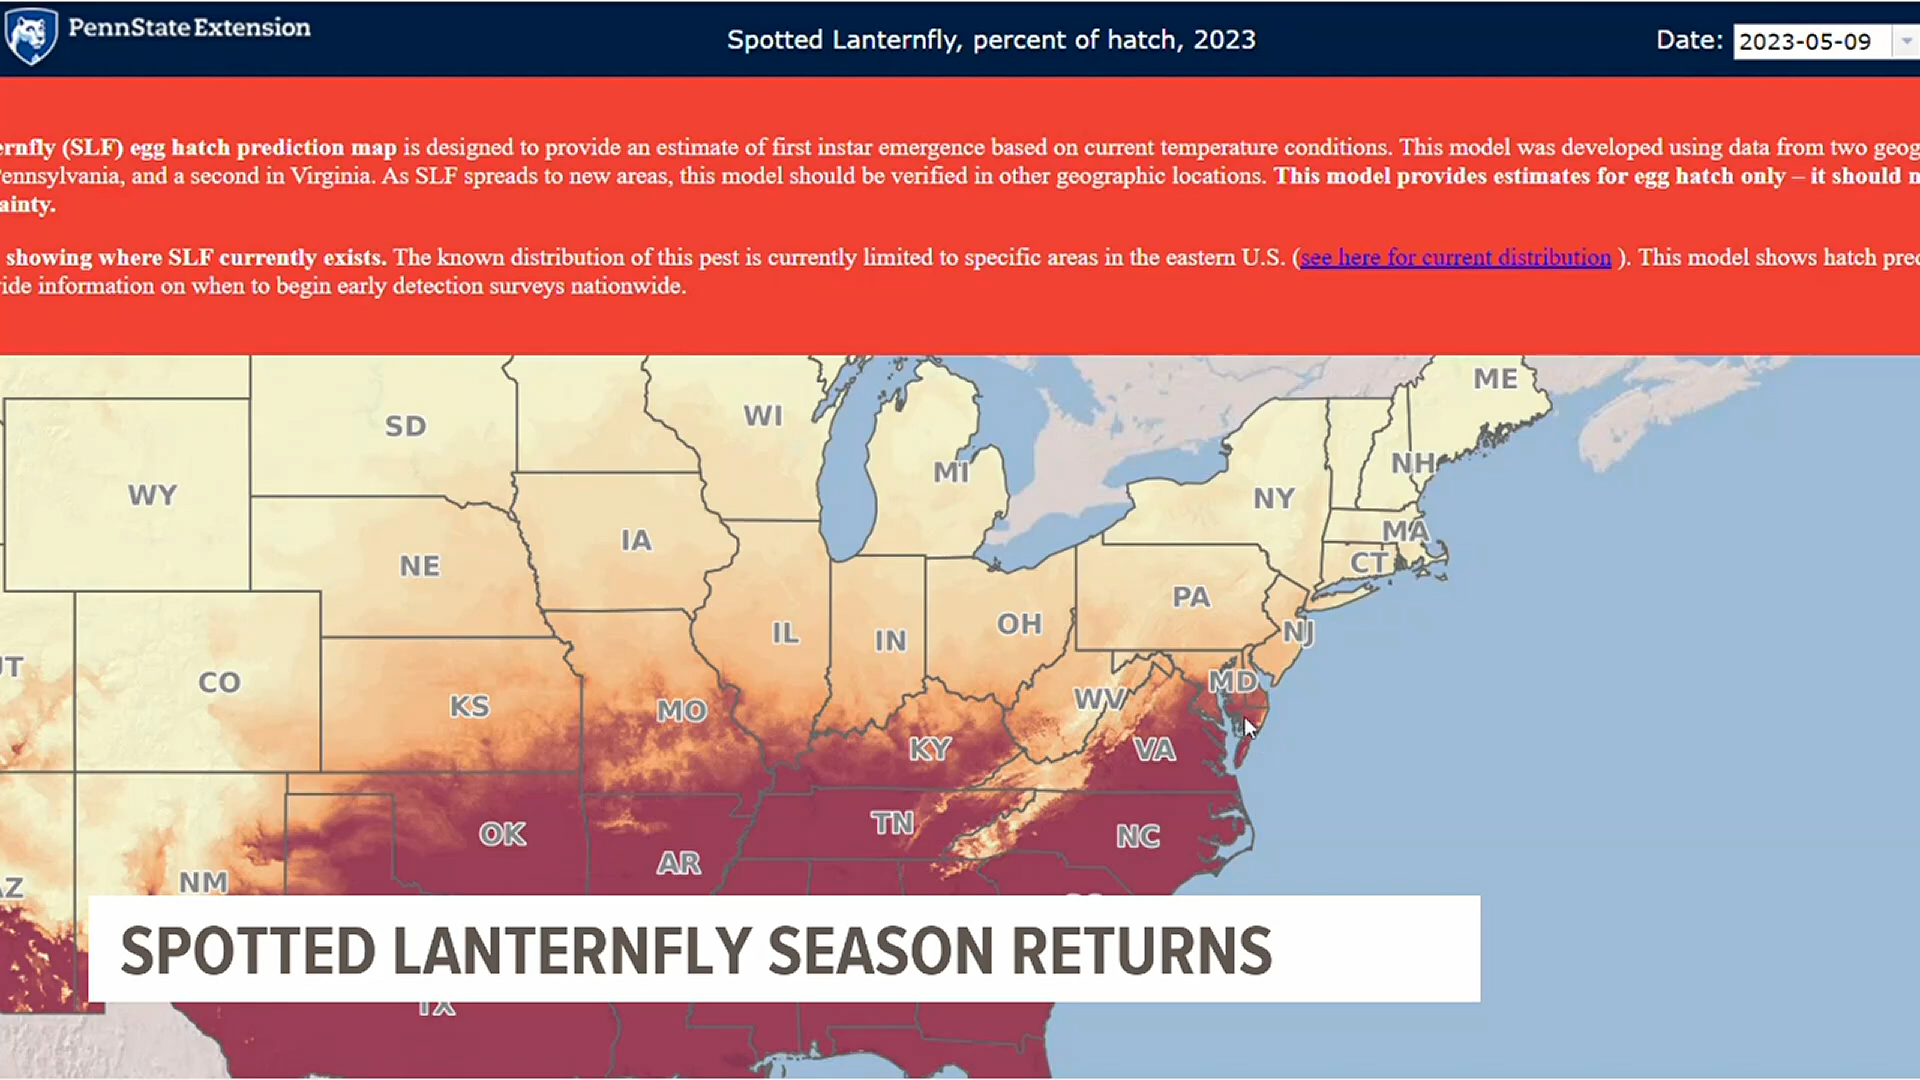 PennState Extension
Spotted Lanternfly, percent of hatch, 2023
Date: 2023-05-09
ernfly (SLF) egg hatch prediction map is designed to provide an estimate of first instar emergence based on current temperature conditions. This model was developed using data from two geog
ennsylvania, and a second in Virginia. As SLF spreads to new areas, this model should be verified in other geographic locations. This model provides estimates for egg hatch only – it should n
ainty.
showing where SLF currently exists. The known distribution of this pest is currently limited to specific areas in the eastern U.S. (see here for current distribution ). This model shows hatch pred
ide information on when to begin early detection surveys nationwide.
ME
WI
SD
NH
MI
WY
NY
MA
IA
CT
NE
PA
OH
NJ
IL
IN
UT
CO
MD
WV
KS
MO
KY
VA
TN
OK
NC
AR
NM
AZ
SPOTTED LANTERNFLY SEASON RETURNS
TX